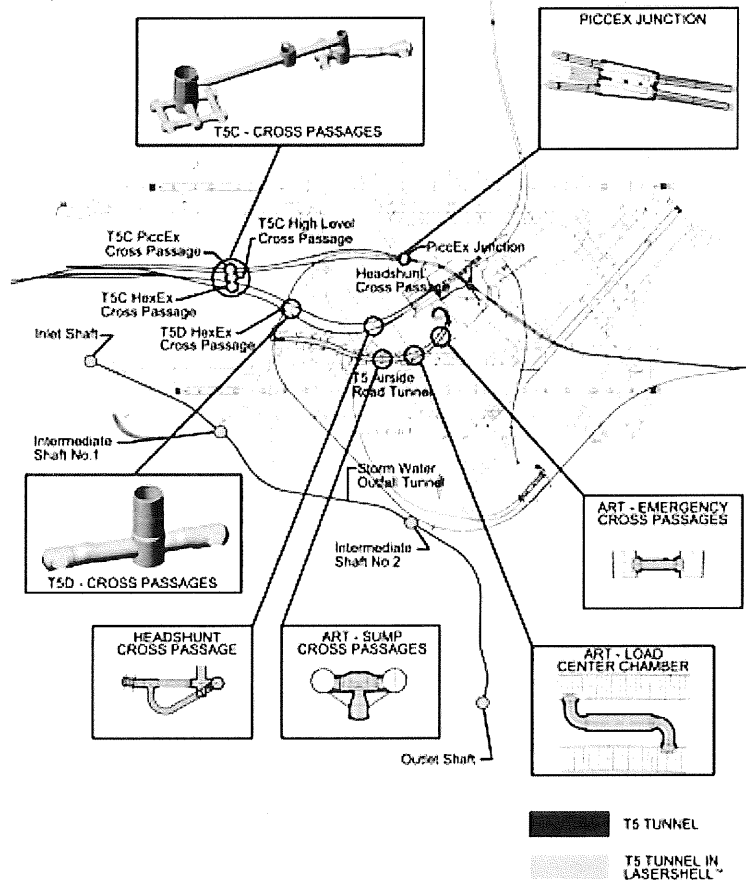 PICCEX JUNCTION
T5C - CROSS PASSAGES
T5C PiccEx
Cross Passage
T5C High Level
Cross Passage
PiccEx Junction
Headshunt
Cross Passage
T5C HexEx
Cross Passage
T5D HexEx
Cross Passage
Inlet Shaft
T5 Airside
Road Tunnel
Intermediate
Shaft No.1
Storm Water
Outfall Tunnel
Intermediate
Shaft No 2
T5D - CROSS PASSAGES
ART - EMERGENCY
CROSS PASSAGES
HEADSHUNT
CROSS PASSAGE
ART - SUMP
CROSS PASSAGES
ART - LOAD
CENTER CHAMBER
Outlet Shaft
T5 TUNNEL
T5 TUNNEL IN
LASERSHELL™